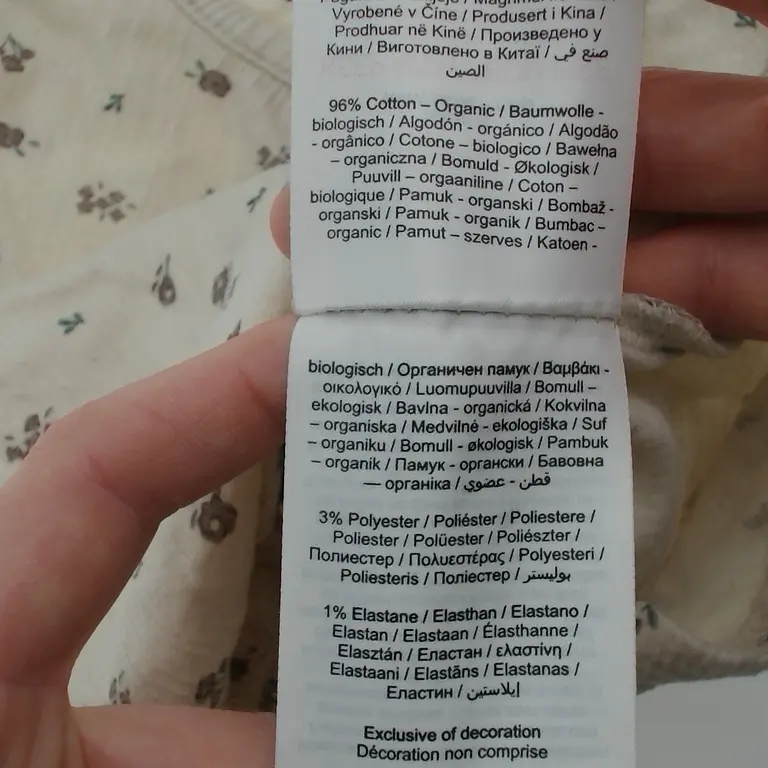 Vyrobené v Číne / Produsert i Kina /
Prodhuar në Kinë / Произведено у
Кини / Виготовлено в Китаї / صنع في
الصين
96% Cotton – Organic / Baumwolle -
biologisch / Algodón - orgánico / Algodão
- orgânico / Cotone – biologico / Bawełna
– organiczna / Bomuld - Økologisk /
Puuvill – orgaaniline / Coton –
biologique / Pamuk - organski / Bombaž -
organski / Pamuk - organik / Bumbac –
organic / Pamut – szerves / Katoen -
biologisch / Органичен памук / Βαμβάκι -
οικολογικό / Luomupuuvilla / Bomull –
ekologisk / Bavlna - organická / Kokvilna
– organiska / Medvilnė - ekologiška / Suf
– organiku / Bomull - økologisk / Pambuk
– organik / Памук - органски / Бавовна
— органіка / قطن - عضوي
3% Polyester / Poliéster / Poliestere /
Poliester / Polüester / Poliészter /
Полиестер / Πολυεστέρας / Polyesteri /
Poliesteris / Поліестер / بوليستر
1% Elastane / Elasthan / Elastano /
Elastan / Elastaan / Élasthanne /
Elasztán / Еластан / ελαστίνη /
Elastaani / Elastāns / Elastanas /
Еластин / إيلاستين
Exclusive of decoration
Décoration non comprise